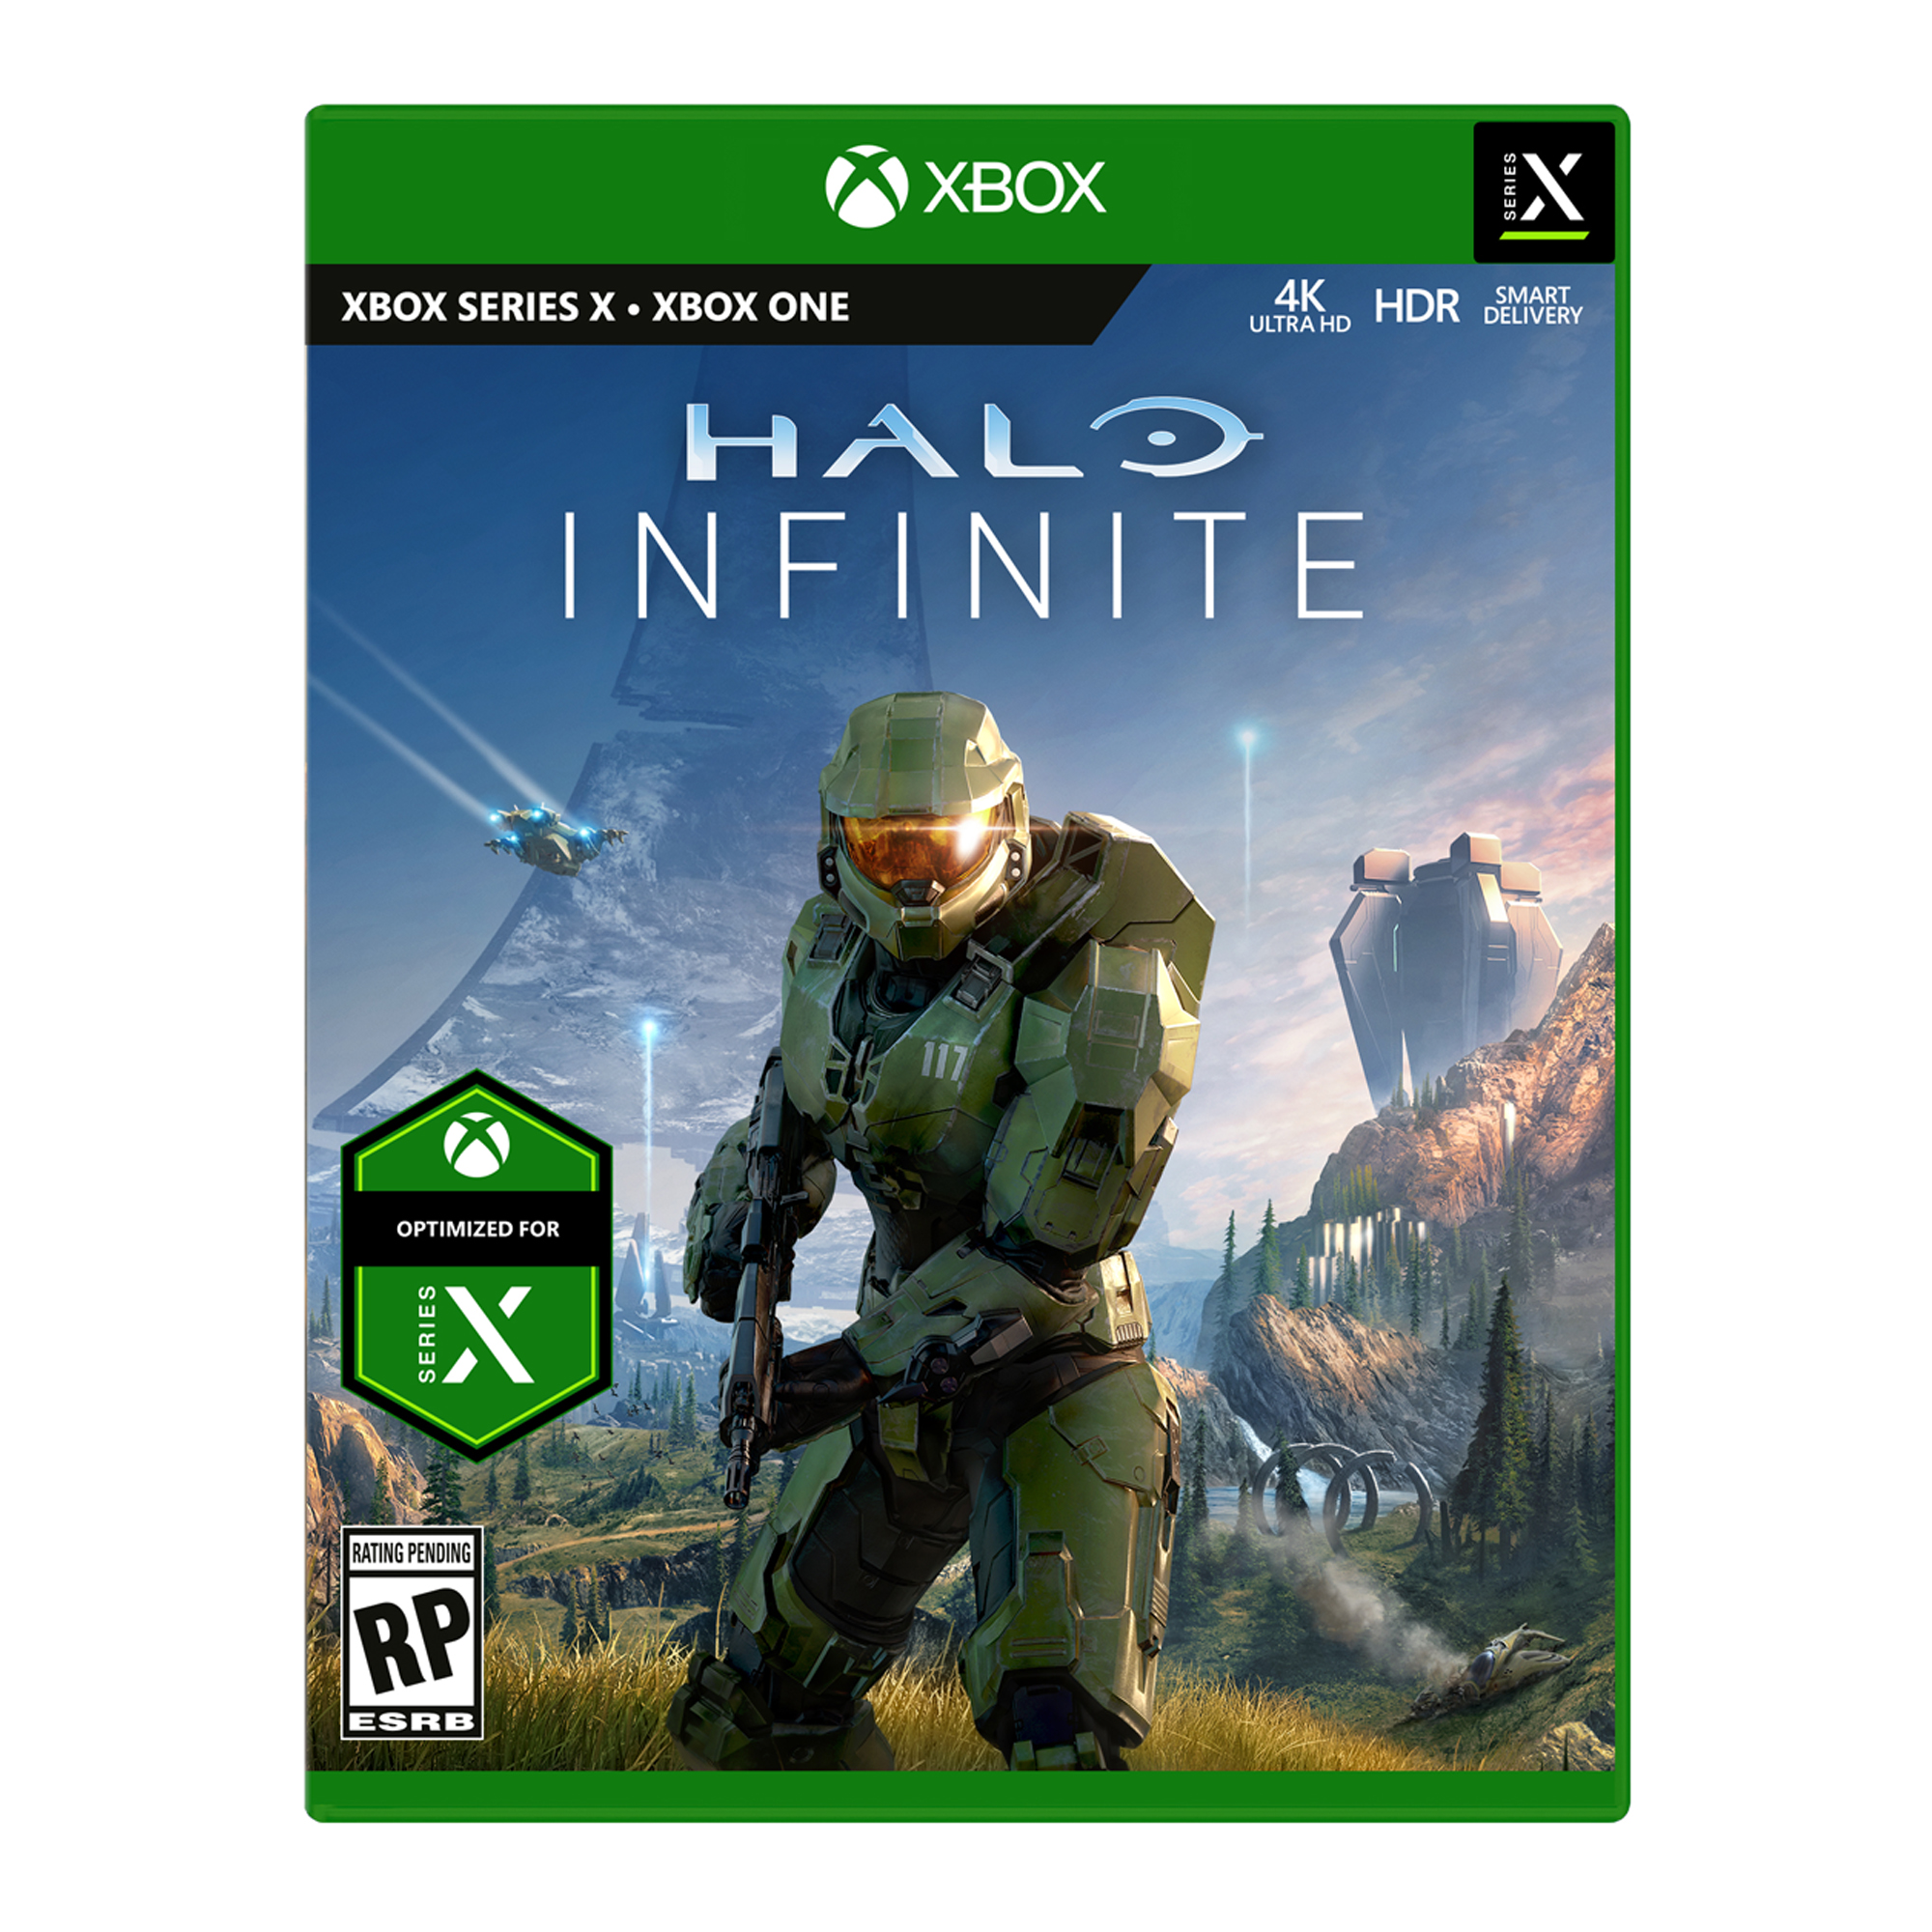 XBOX
SERIES X
XBOX SERIES X • XBOX ONE
4K
ULTRA HD
HDR
SMART
DELIVERY
HALO
INFINITE
117
OPTIMIZED FOR
SERIES X
RATING PENDING
RP
ESRB